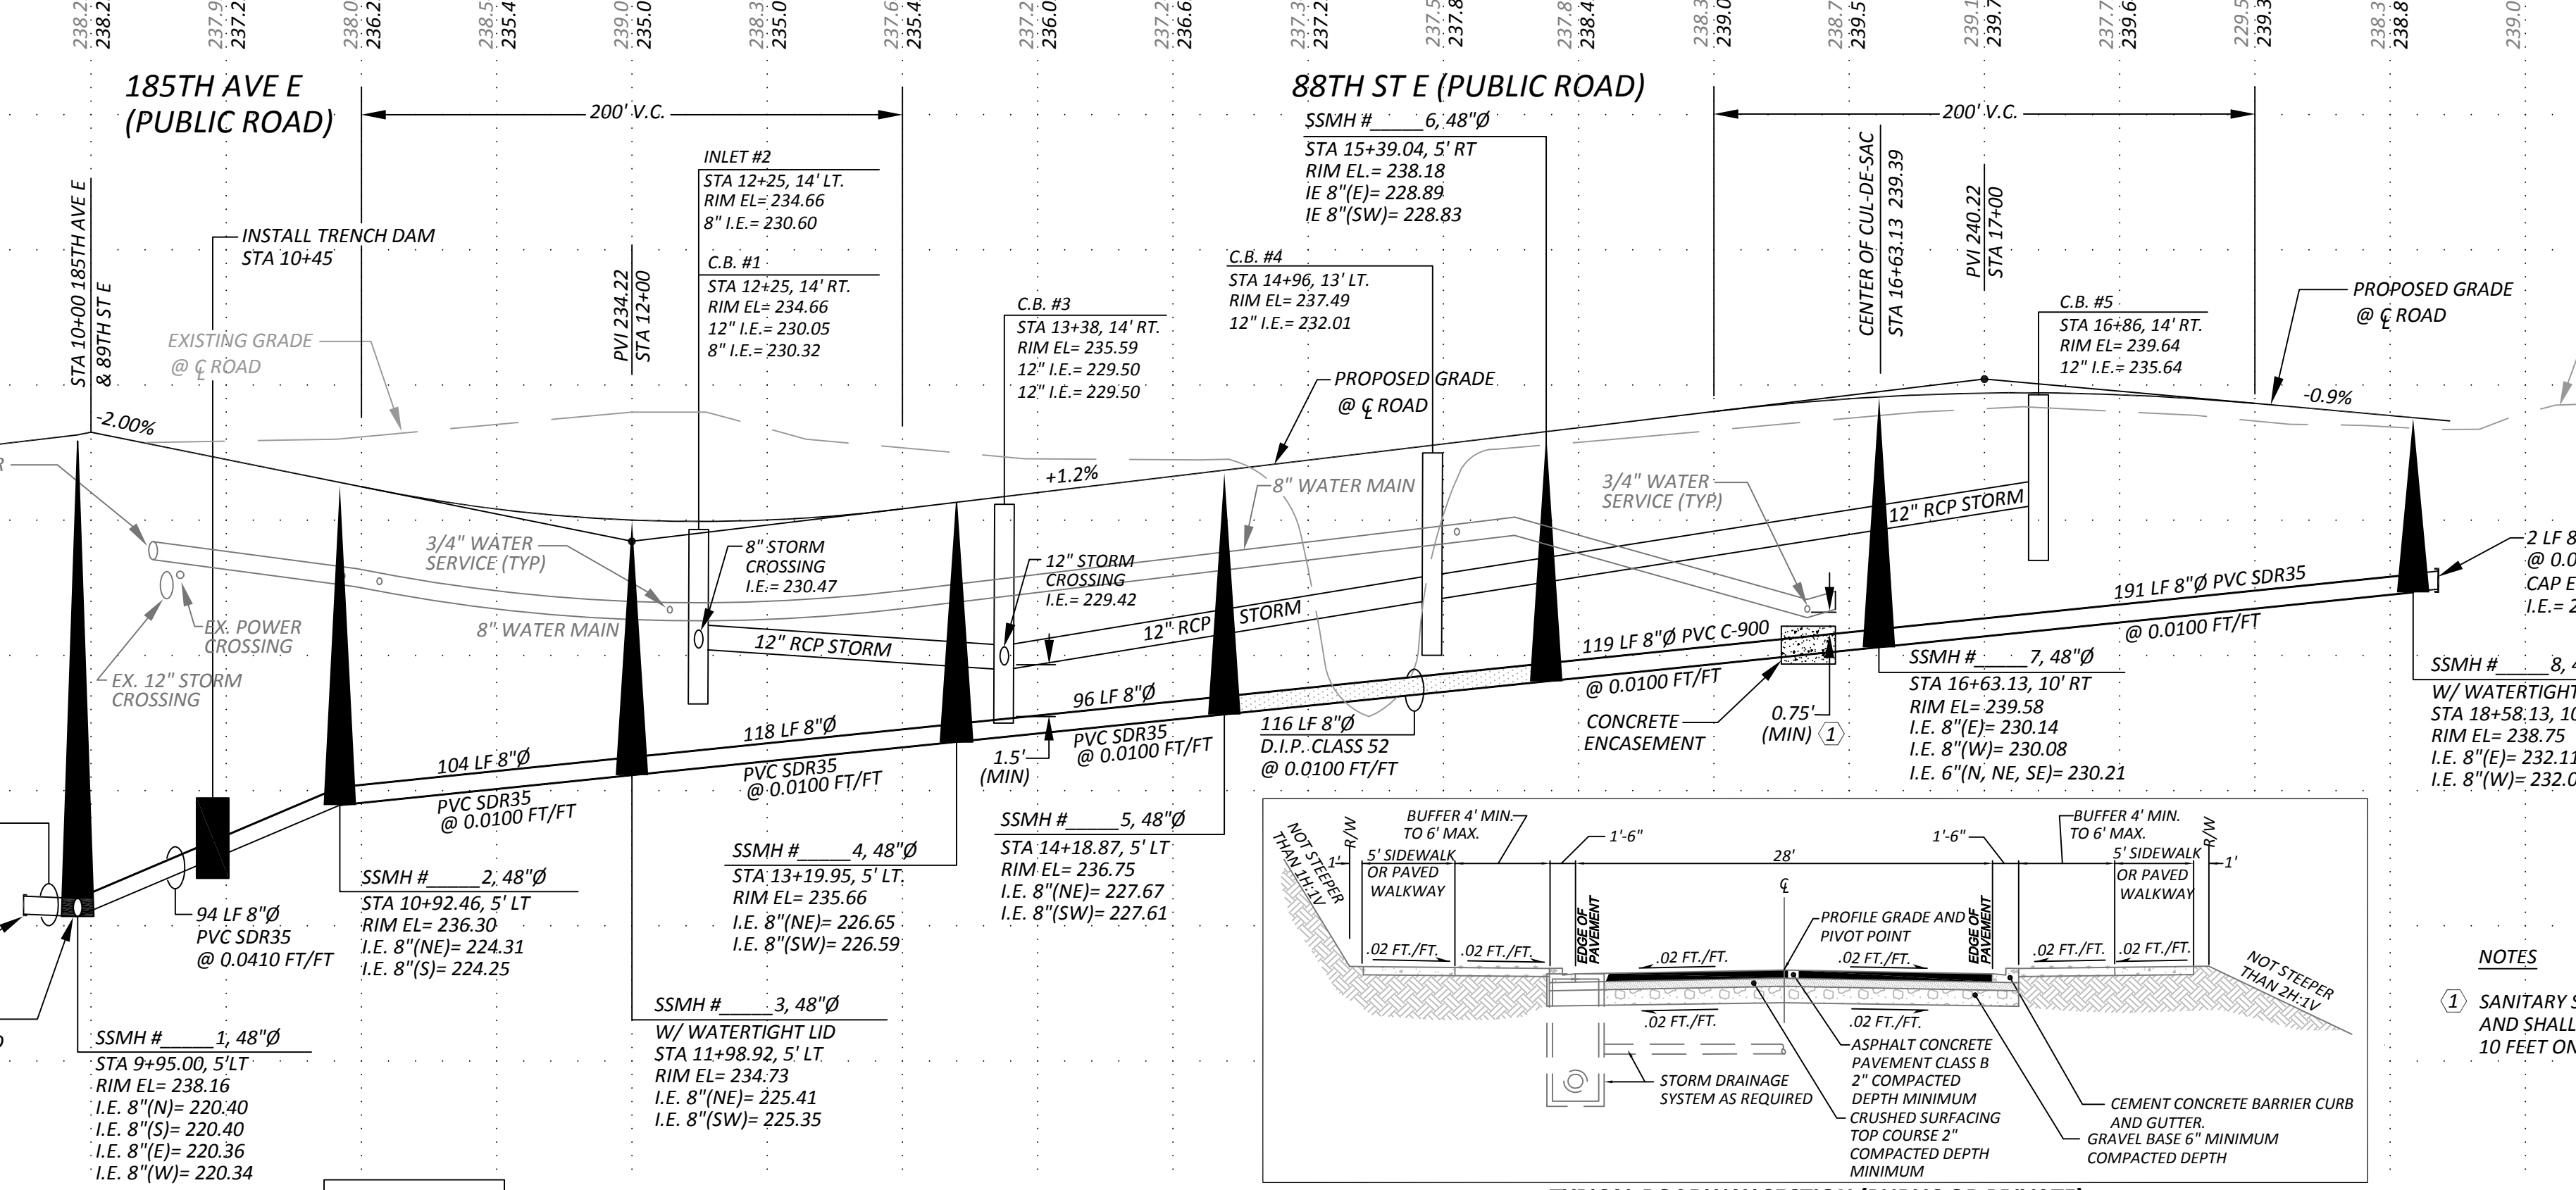 238.2
238.2
237.9
237.2
238.0
236.2
238.5
235.4
239.0
235.0
238.3
235.0
237.6
235.4
237.2
236.0
237.2
236.6
237.3
237.2
237.5
237.8
237.8
238.4
238.3
239.0
238.7
239.5
239.1
239.7
237.7
239.6
229.5
239.3
238.3
238.8
239.0
185TH AVE E
(PUBLIC ROAD)
200' V.C.
88TH ST E (PUBLIC ROAD)
200' V.C.
STA 10+00 185TH AVE E
& 89TH ST E
INSTALL TRENCH DAM
STA 10+45
EXISTING GRADE
@ ℄ ROAD
-2.00%
PVI 234.22
STA 12+00
INLET #2
STA 12+25, 14' LT.
RIM EL= 234.66
8" I.E.= 230.60
C.B. #1
STA 12+25, 14' RT.
RIM EL= 234.66
12" I.E.= 230.05
8" I.E.= 230.32
C.B. #3
STA 13+38, 14' RT.
RIM EL= 235.59
12" I.E.= 229.50
12" I.E.= 229.50
SSMH #_____6, 48"Ø
STA 15+39.04, 5' RT
RIM EL.= 238.18
IE 8"(E)= 228.89
IE 8"(SW)= 228.83
C.B. #4
STA 14+96, 13' LT.
RIM EL= 237.49
12" I.E.= 232.01
PROPOSED GRADE
@ ℄ ROAD
+1.2%
CENTER OF CUL-DE-SAC
STA 16+63.13 239.39
PVI 240.22
STA 17+00
C.B. #5
STA 16+86, 14' RT.
RIM EL= 239.64
12" I.E.= 235.64
PROPOSED GRADE
@ ℄ ROAD
-0.9%
R
EX. POWER
CROSSING
EX. 12" STORM
CROSSING
3/4" WATER
SERVICE (TYP)
8" WATER MAIN
8" STORM
CROSSING
I.E.= 230.47
12" RCP STORM
12" STORM
CROSSING
I.E.= 229.42
12" RCP STORM
8" WATER MAIN
3/4" WATER
SERVICE (TYP)
12" RCP STORM
94 LF 8"Ø
PVC SDR35
@ 0.0410 FT/FT
104 LF 8"Ø
PVC SDR35
@ 0.0100 FT/FT
118 LF 8"Ø
PVC SDR35
@ 0.0100 FT/FT
1.5'
(MIN)
96 LF 8"Ø
PVC SDR35
@ 0.0100 FT/FT
116 LF 8"Ø
D.I.P. CLASS 52
@ 0.0100 FT/FT
119 LF 8"Ø PVC C-900
@ 0.0100 FT/FT
CONCRETE
ENCASEMENT
0.75'
(MIN) 1
191 LF 8"Ø PVC SDR35
@ 0.0100 FT/FT
2 LF 8
@ 0.0
CAP E
I.E.= 2
SSMH #_____1, 48"Ø
STA 9+95.00, 5'LT
RIM EL= 238.16
I.E. 8"(N)= 220.40
I.E. 8"(S)= 220.40
I.E. 8"(E)= 220.36
I.E. 8"(W)= 220.34
SSMH #_____2, 48"Ø
STA 10+92.46, 5' LT
RIM EL= 236.30
I.E. 8"(NE)= 224.31
I.E. 8"(S)= 224.25
SSMH #_____3, 48"Ø
W/ WATERTIGHT LID
STA 11+98.92, 5' LT
RIM EL= 234.73
I.E. 8"(NE)= 225.41
I.E. 8"(SW)= 225.35
SSMH #_____4, 48"Ø
STA 13+19.95, 5' LT.
RIM EL= 235.66
I.E. 8"(NE)= 226.65
I.E. 8"(SW)= 226.59
SSMH #_____5, 48"Ø
STA 14+18.87, 5' LT
RIM EL= 236.75
I.E. 8"(NE)= 227.67
I.E. 8"(SW)= 227.61
SSMH #_____7, 48"Ø
STA 16+63.13, 10' RT
RIM EL= 239.58
I.E. 8"(E)= 230.14
I.E. 8"(W)= 230.08
I.E. 6"(N, NE, SE)= 230.21
SSMH #_____8, 4
W/ WATERTIGHT
STA 18+58.13, 10
RIM EL= 238.75
I.E. 8"(E)= 232.11
I.E. 8"(W)= 232.0
NOT STEEPER
THAN 1H:1V
R/W
1'
5' SIDEWALK
OR PAVED
WALKWAY
BUFFER 4' MIN.
TO 6' MAX.
1'-6"
28'
℄
1'-6"
BUFFER 4' MIN.
TO 6' MAX.
5' SIDEWALK
OR PAVED
WALKWAY
R/W
1'
EDGE OF
PAVEMENT
PROFILE GRADE AND
PIVOT POINT
EDGE OF
PAVEMENT
.02 FT./FT.
.02 FT./FT.
.02 FT./FT.
.02 FT./FT.
.02 FT./FT.
.02 FT./FT.
NOT STEEPER
THAN 2H:1V
.02 FT./FT.
.02 FT./FT.
STORM DRAINAGE
SYSTEM AS REQUIRED
ASPHALT CONCRETE
PAVEMENT CLASS B
2" COMPACTED
DEPTH MINIMUM
CRUSHED SURFACING
TOP COURSE 2"
COMPACTED DEPTH
MINIMUM
CEMENT CONCRETE BARRIER CURB
AND GUTTER.
GRAVEL BASE 6" MINIMUM
COMPACTED DEPTH
NOTES
1 SANITARY S
AND SHALL
10 FEET ON